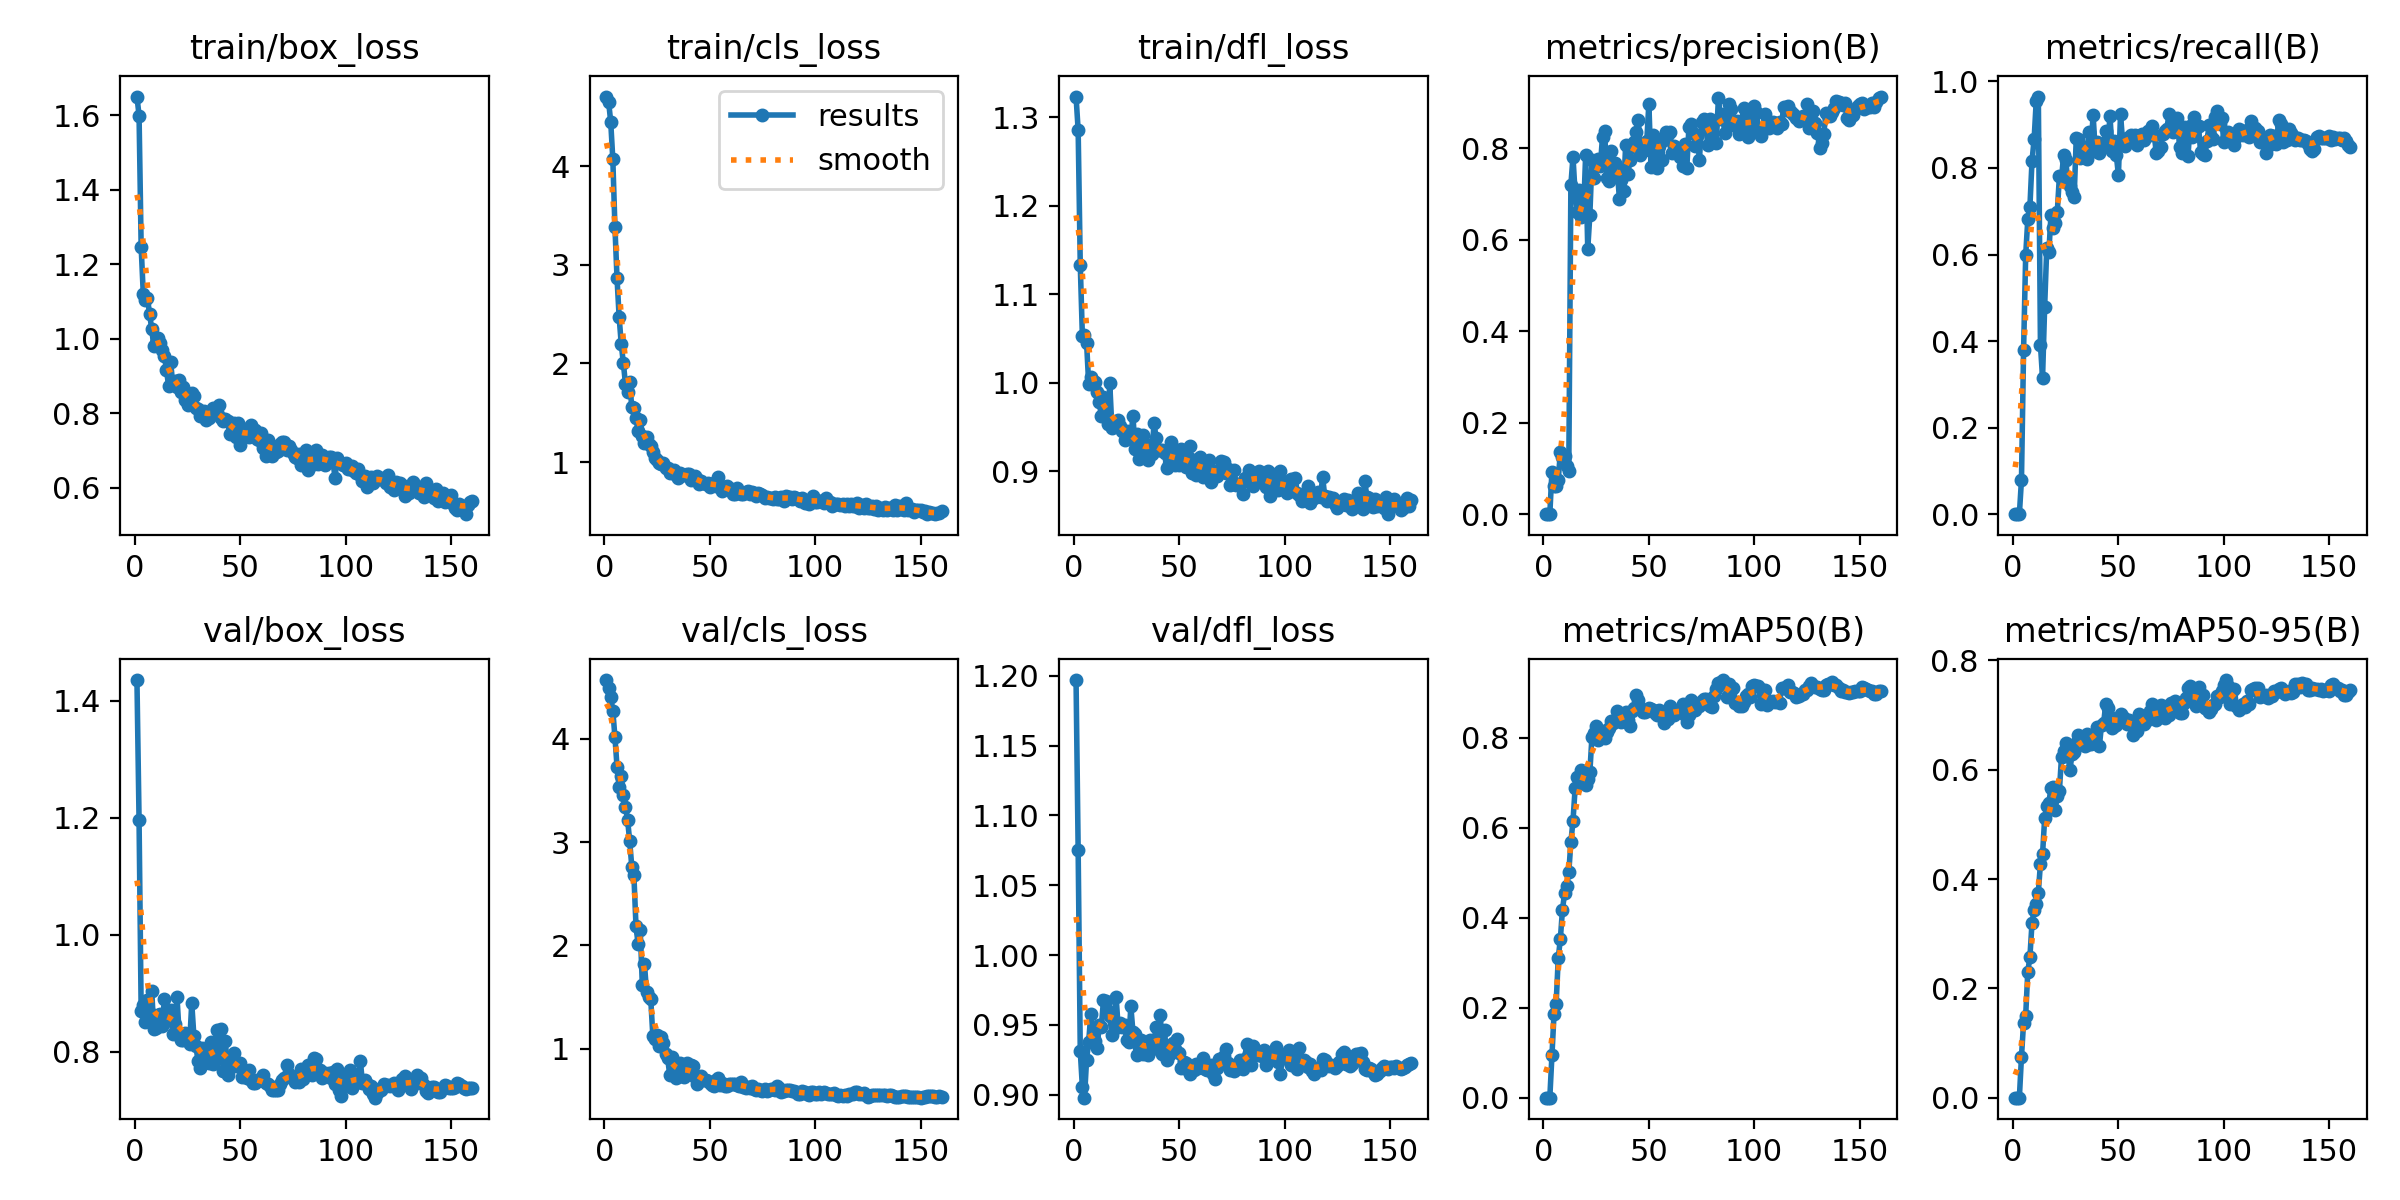 train/box_loss
1.6
1.4
1.2
1.0
0.8
0.6
0 50 100 150
train/cls_loss
results
smooth
4
3
2
1
0 50 100 150
train/dfl_loss
1.3
1.2
1.1
1.0
0.9
0 50 100 150
metrics/precision(B)
0.8
0.6
0.4
0.2
0.0
0 50 100 150
metrics/recall(B)
1.0
0.8
0.6
0.4
0.2
0.0
0 50 100 150
val/box_loss
1.4
1.2
1.0
0.8
0 50 100 150
val/cls_loss
4
3
2
1
0 50 100 150
val/dfl_loss
1.20
1.15
1.10
1.05
1.00
0.95
0.90
0 50 100 150
metrics/mAP50(B)
0.8
0.6
0.4
0.2
0.0
0 50 100 150
metrics/mAP50-95(B)
0.8
0.6
0.4
0.2
0.0
0 50 100 150